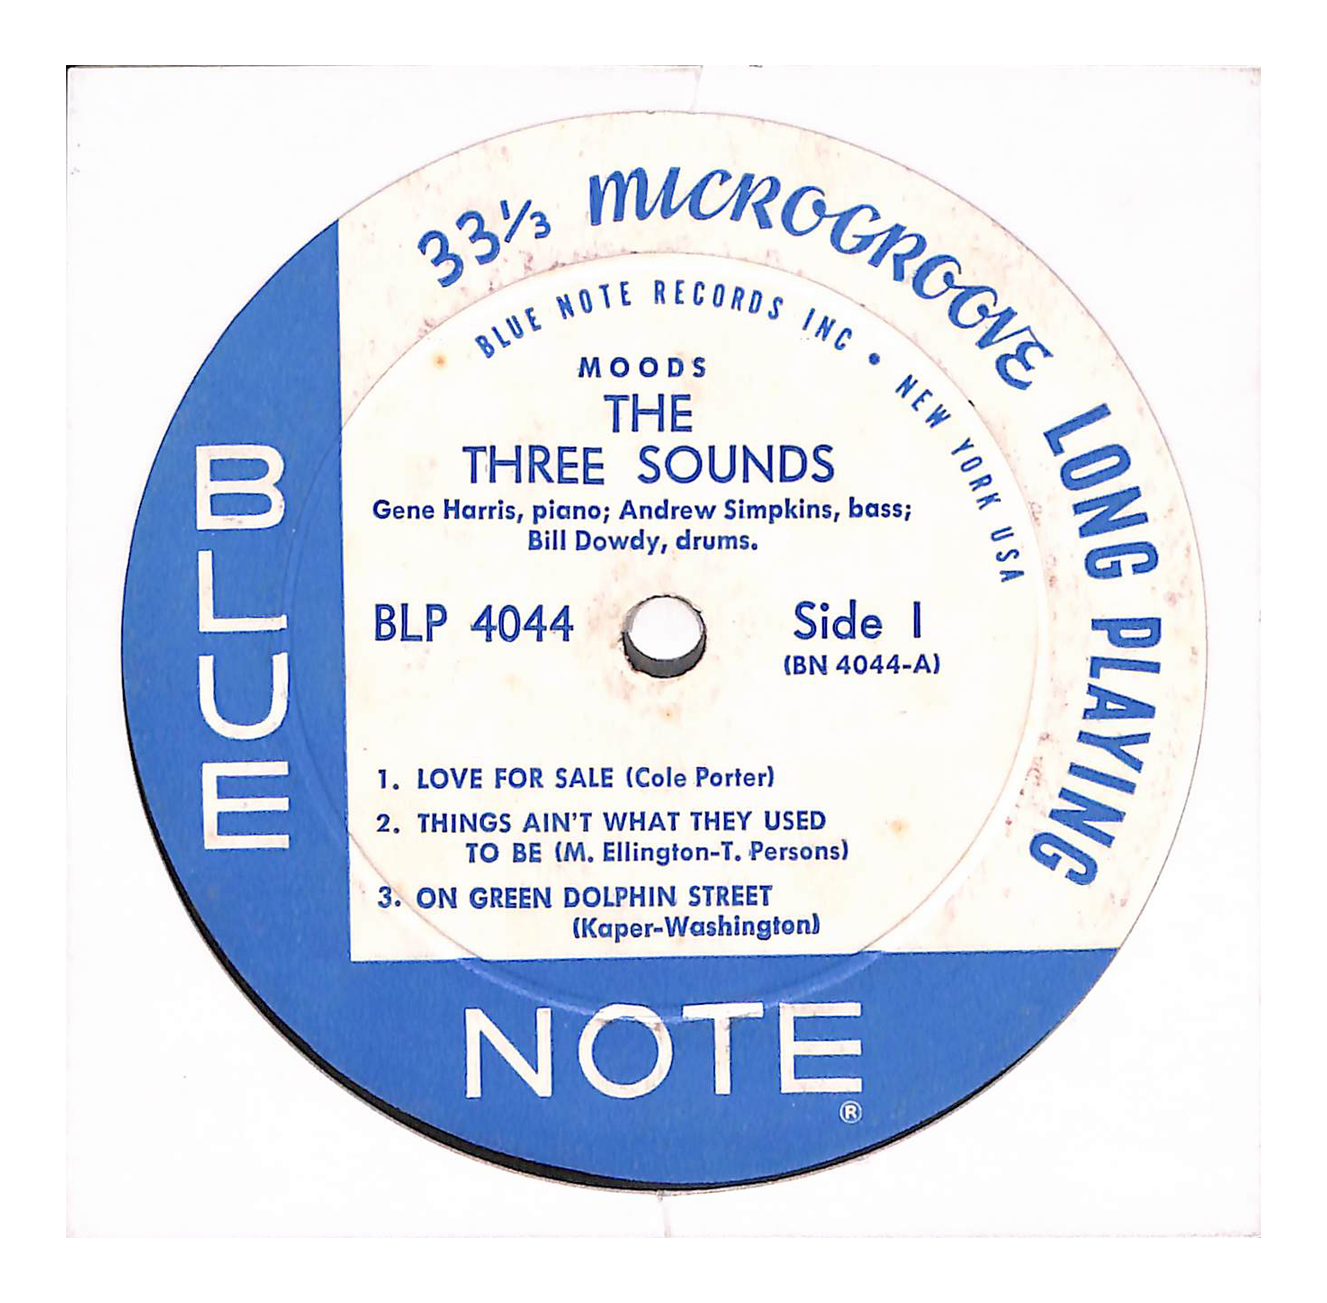 33⅓ MICROGROOVE LONG PLAYING
BLUE NOTE RECORDS INC • NEW YORK USA
MOODS
THE
THREE SOUNDS
Gene Harris, piano; Andrew Simpkins, bass;
Bill Dowdy, drums.
BLP 4044
Side 1
(BN 4044-A)
1. LOVE FOR SALE (Cole Porter)
2. THINGS AIN'T WHAT THEY USED
TO BE (M. Ellington-T. Persons)
3. ON GREEN DOLPHIN STREET
(Kaper-Washington)
BLUE
NOTE
®